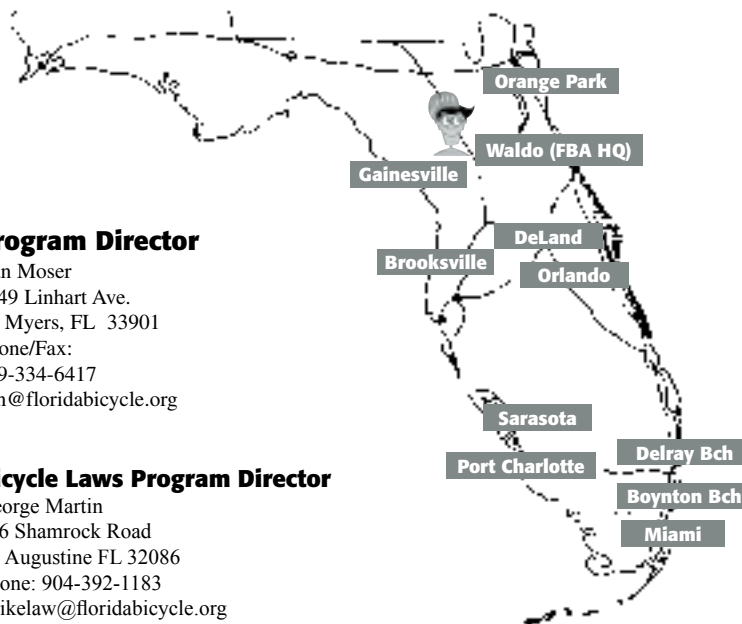 Orange Park
Waldo (FBA HQ)
Gainesville
DeLand
Brooksville
Orlando
Sarasota
Port Charlotte
Delray Bch
Boynton Bch
Miami
rogram Director
n Moser
49 Linhart Ave.
Myers, FL 33901
one/Fax:
9-334-6417
n@floridabicycle.org
icycle Laws Program Director
eorge Martin
6 Shamrock Road
Augustine FL 32086
one: 904-392-1183
ikelaw@floridabicycle.org